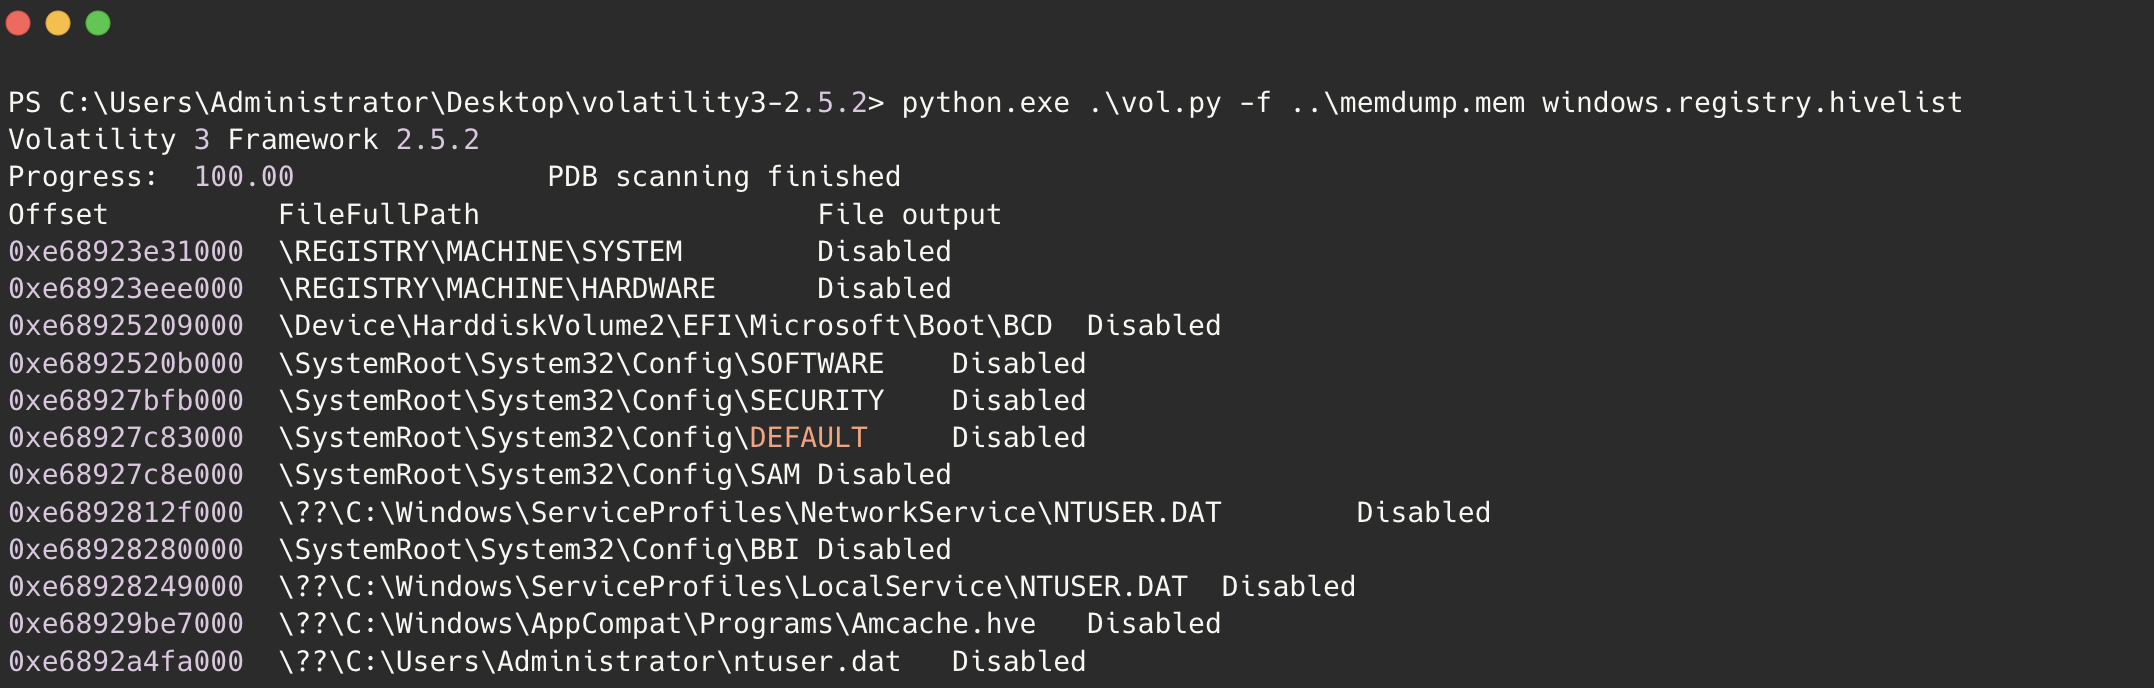 PS C:\Users\Administrator\Desktop\volatility3-2.5.2> python.exe .\vol.py -f ..\memdump.mem windows.registry.hivelist
Volatility 3 Framework 2.5.2
Progress:  100.00               PDB scanning finished
Offset          FileFullPath                    File output
0xe68923e31000  \REGISTRY\MACHINE\SYSTEM        Disabled
0xe68923eee000  \REGISTRY\MACHINE\HARDWARE      Disabled
0xe68925209000  \Device\HarddiskVolume2\EFI\Microsoft\Boot\BCD  Disabled
0xe6892520b000  \SystemRoot\System32\Config\SOFTWARE    Disabled
0xe68927bfb000  \SystemRoot\System32\Config\SECURITY    Disabled
0xe68927c83000  \SystemRoot\System32\Config\DEFAULT     Disabled
0xe68927c8e000  \SystemRoot\System32\Config\SAM Disabled
0xe6892812f000  \??\C:\Windows\ServiceProfiles\NetworkService\NTUSER.DAT        Disabled
0xe68928280000  \SystemRoot\System32\Config\BBI Disabled
0xe68928249000  \??\C:\Windows\ServiceProfiles\LocalService\NTUSER.DAT  Disabled
0xe68929be7000  \??\C:\Windows\AppCompat\Programs\Amcache.hve   Disabled
0xe6892a4fa000  \??\C:\Users\Administrator\ntuser.dat   Disabled